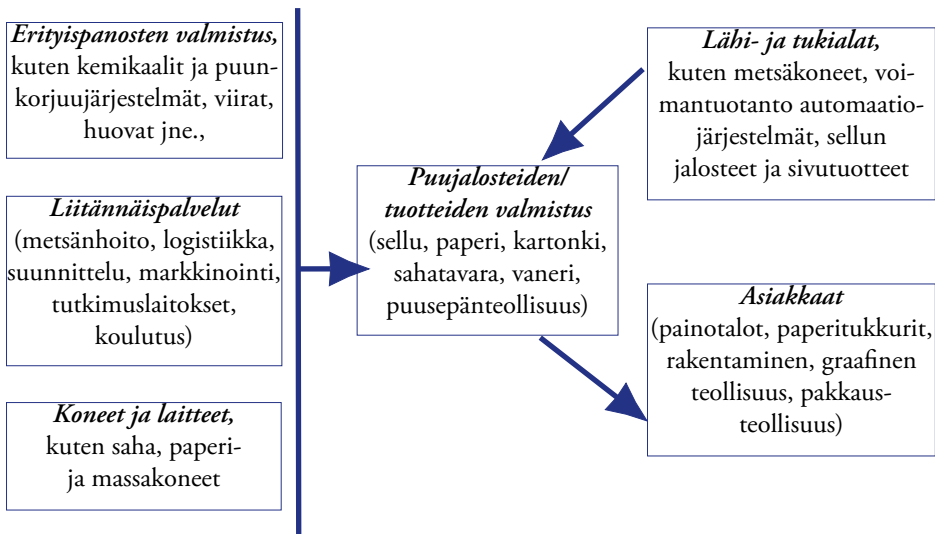 Erityispanosten valmistus,
kuten kemikaalit ja puun-
korjuujärjestelmät, viirat,
huovat jne.,
Liitännäispalvelut
(metsänhoito, logistiikka,
suunnittelu, markkinointi,
tutkimuslaitokset,
koulutus)
Koneet ja laitteet,
kuten saha, paperi-
ja massakoneet
Puujalosteiden/
tuotteiden valmistus
(sellu, paperi, kartonki,
sahatavara, vaneri,
puusepänteollisuus)
Lähi- ja tukialat,
kuten metsäkoneet, voi-
mantuotanto automaatio-
järjestelmät, sellun
jalosteet ja sivutuotteet
Asiakkaat
(painotalot, paperitukkurit,
rakentaminen, graafinen
teollisuus, pakkaus-
teollisuus)